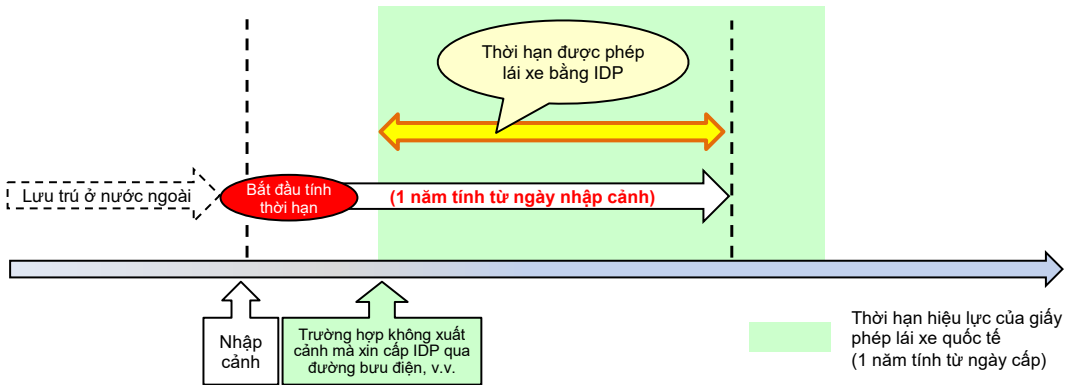 Thời hạn được phép
lái xe bằng IDP
Lưu trú ở nước ngoài
Bắt đầu tính
thời hạn
(1 năm tính từ ngày nhập cảnh)
Nhập
cảnh
Trường hợp không xuất
cảnh mà xin cấp IDP qua
đường bưu điện, v.v.
Thời hạn hiệu lực của giấy
phép lái xe quốc tế
(1 năm tính từ ngày cấp)